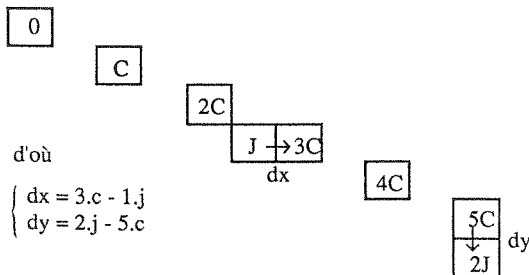 0
C
2C
J → 3C
dx
d'où
4C
dx = 3.c - 1.j
dy = 2.j - 5.c
5C
dy
2J